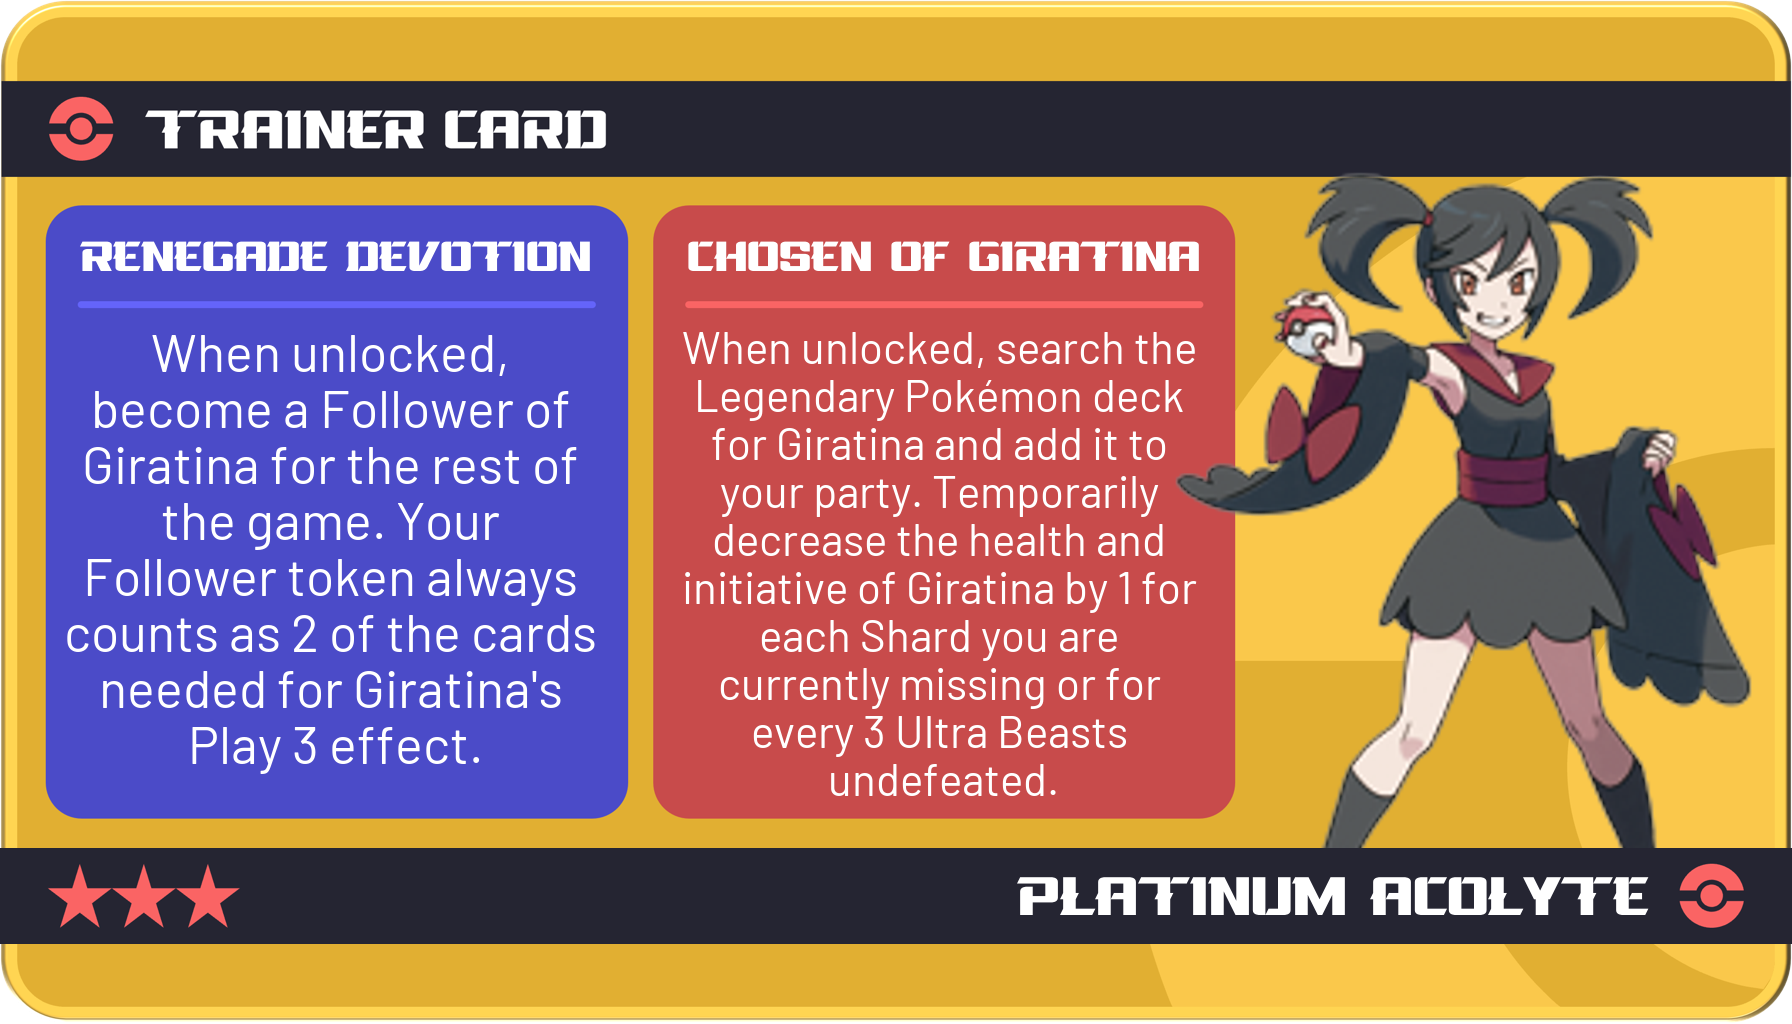 TRAINER CARD
RENEGADE DEVOTION
When unlocked,
become a Follower of
Giratina for the rest of
the game. Your
Follower token always
counts as 2 of the cards
needed for Giratina's
Play 3 effect.
CHOSEN OF GIRATINA
When unlocked, search the
Legendary Pokémon deck
for Giratina and add it to
your party. Temporarily
decrease the health and
initiative of Giratina by 1 for
each Shard you are
currently missing or for
every 3 Ultra Beasts
undefeated.
PLATINUM ACOLYTE